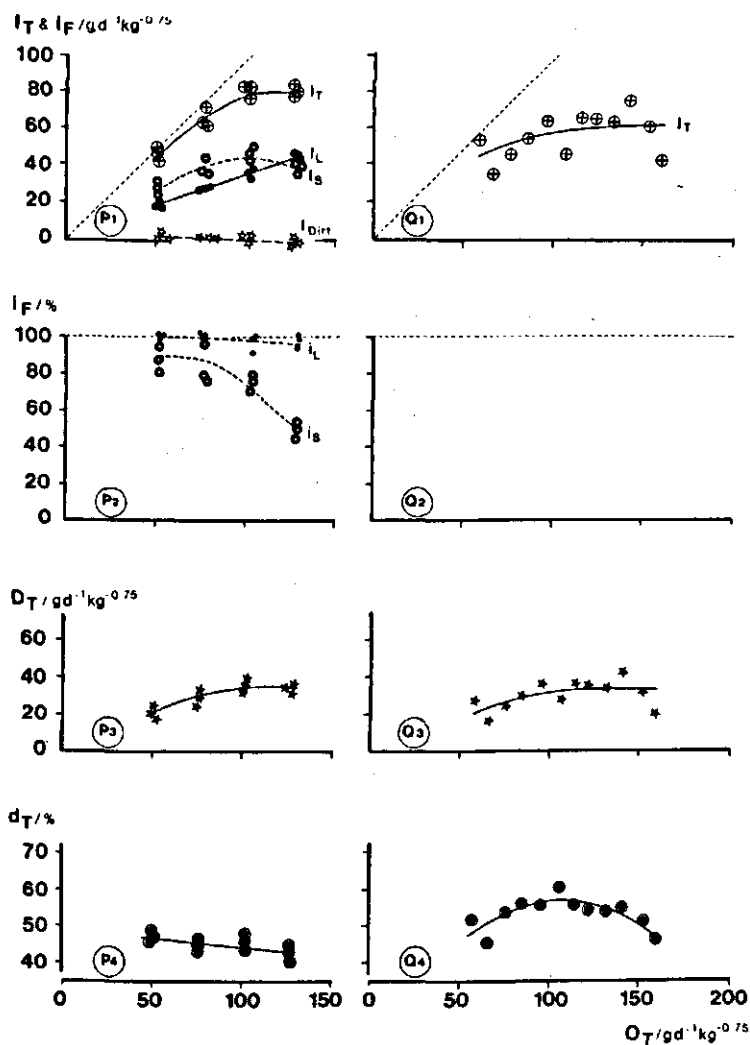 I_T & I_F / gd⁻¹kg⁻⁰·⁷⁵
100
80
60
40
20
0
I_T
I_L
I_S
I_Dirt
P1
I_T
Q1
i_F / %
100
80
60
40
20
0
i_L
i_S
P2
Q2
D_T / gd⁻¹kg⁻⁰·⁷⁵
60
40
20
0
P3
Q3
d_T / %
70
60
50
40
P4
Q4
0 50 100 150
0 50 100 150 200
O_T / gd⁻¹kg⁻⁰·⁷⁵